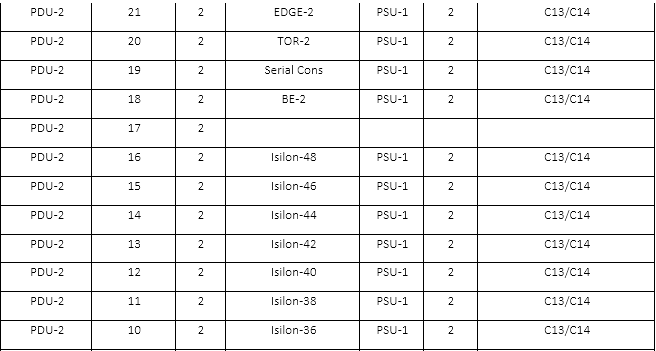 PDU-2 21 2 EDGE-2 PSU-1 2 C13/C14
PDU-2 20 2 TOR-2 PSU-1 2 C13/C14
PDU-2 19 2 Serial Cons PSU-1 2 C13/C14
PDU-2 18 2 BE-2 PSU-1 2 C13/C14
PDU-2 17 2
PDU-2 16 2 Isilon-48 PSU-1 2 C13/C14
PDU-2 15 2 Isilon-46 PSU-1 2 C13/C14
PDU-2 14 2 Isilon-44 PSU-1 2 C13/C14
PDU-2 13 2 Isilon-42 PSU-1 2 C13/C14
PDU-2 12 2 Isilon-40 PSU-1 2 C13/C14
PDU-2 11 2 Isilon-38 PSU-1 2 C13/C14
PDU-2 10 2 Isilon-36 PSU-1 2 C13/C14